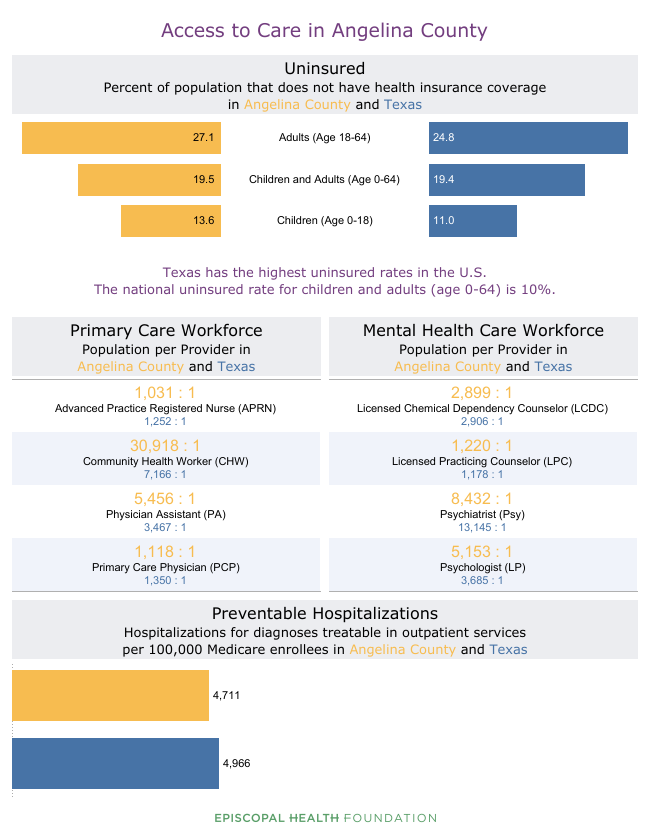 Access to Care in Angelina County
Uninsured
Percent of population that does not have health insurance coverage
in Angelina County and Texas
27.1 Adults (Age 18-64) 24.8
19.5 Children and Adults (Age 0-64) 19.4
13.6 Children (Age 0-18) 11.0
Texas has the highest uninsured rates in the U.S.
The national uninsured rate for children and adults (age 0-64) is 10%.
Primary Care Workforce
Population per Provider in
Angelina County and Texas
1,031 : 1
Advanced Practice Registered Nurse (APRN)
1,252 : 1
30,918 : 1
Community Health Worker (CHW)
7,166 : 1
5,456 : 1
Physician Assistant (PA)
3,467 : 1
1,118 : 1
Primary Care Physician (PCP)
1,350 : 1
Mental Health Care Workforce
Population per Provider in
Angelina County and Texas
2,899 : 1
Licensed Chemical Dependency Counselor (LCDC)
2,906 : 1
1,220 : 1
Licensed Practicing Counselor (LPC)
1,178 : 1
8,432 : 1
Psychiatrist (Psy)
13,145 : 1
5,153 : 1
Psychologist (LP)
3,685 : 1
Preventable Hospitalizations
Hospitalizations for diagnoses treatable in outpatient services
per 100,000 Medicare enrollees in Angelina County and Texas
4,711
4,966
EPISCOPAL HEALTH FOUNDATION